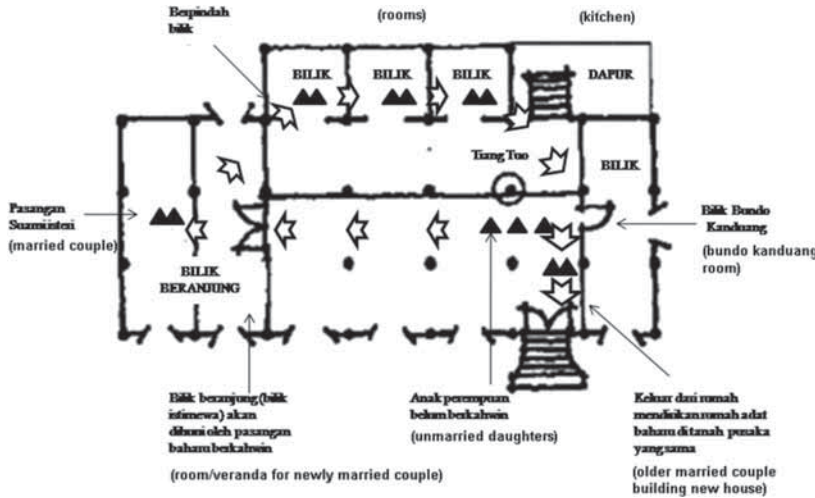 Berpindah
bilik
(rooms)
(kitchen)
BILIK
BILIK
BILIK
DAPUR
Tiang Tuo
BILIK
Pasangan
Suami isteri
(married couple)
Bilik Bundo
Kanduang
(bundo kanduang
room)
BILIK
BERANJUNG
Bilik beranjung (bilik
istimewa) akan
dihuni oleh pasangan
baharu berkahwin
(room/veranda for newly married couple)
Anak perempuan
belum berkahwin
(unmarried daughters)
Keluar dari rumah
mendirikan rumah adat
baharu di tanah pusaka
yang sama
(older married couple
building new house)